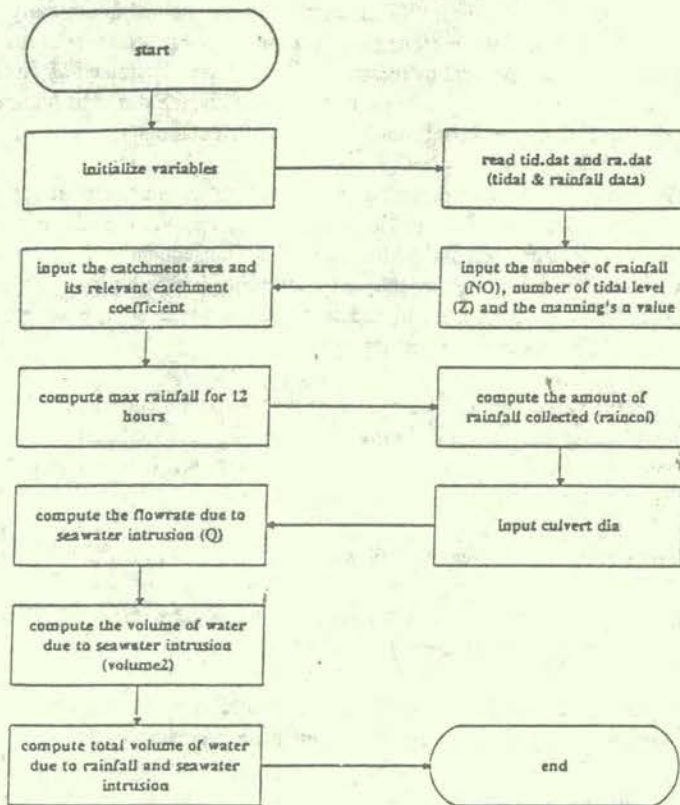 start
initialize variables
read tid.dat and ra.dat
(tidal & rainfall data)
input the number of rainfall
(NO), number of tidal level
(Z) and the manning's n value
input the catchment area and
its relevant catchment
coefficient
compute max rainfall for 12
hours
compute the amount of
rainfall collected (raincol)
input culvert dia
compute the flowrate due to
seawater intrusion (Q)
compute the volume of water
due to seawater intrusion
(volume2)
compute total volume of water
due to rainfall and seawater
intrusion
end